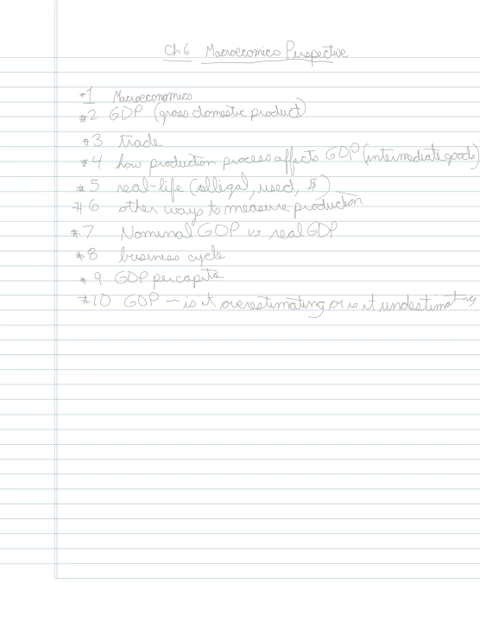 Ch 6 Macroeconomics Perspective
#1 Macroeconomics
#2 GDP (gross domestic product)
#3 trade
#4 how production process affects GDP (intermediate goods)
#5 real-life (illegal, used, $)
#6 other ways to measure production
#7 Nominal GDP vs real GDP
#8 business cycle
#9 GDP per capita
#10 GDP — is it overestimating or is it undestimating